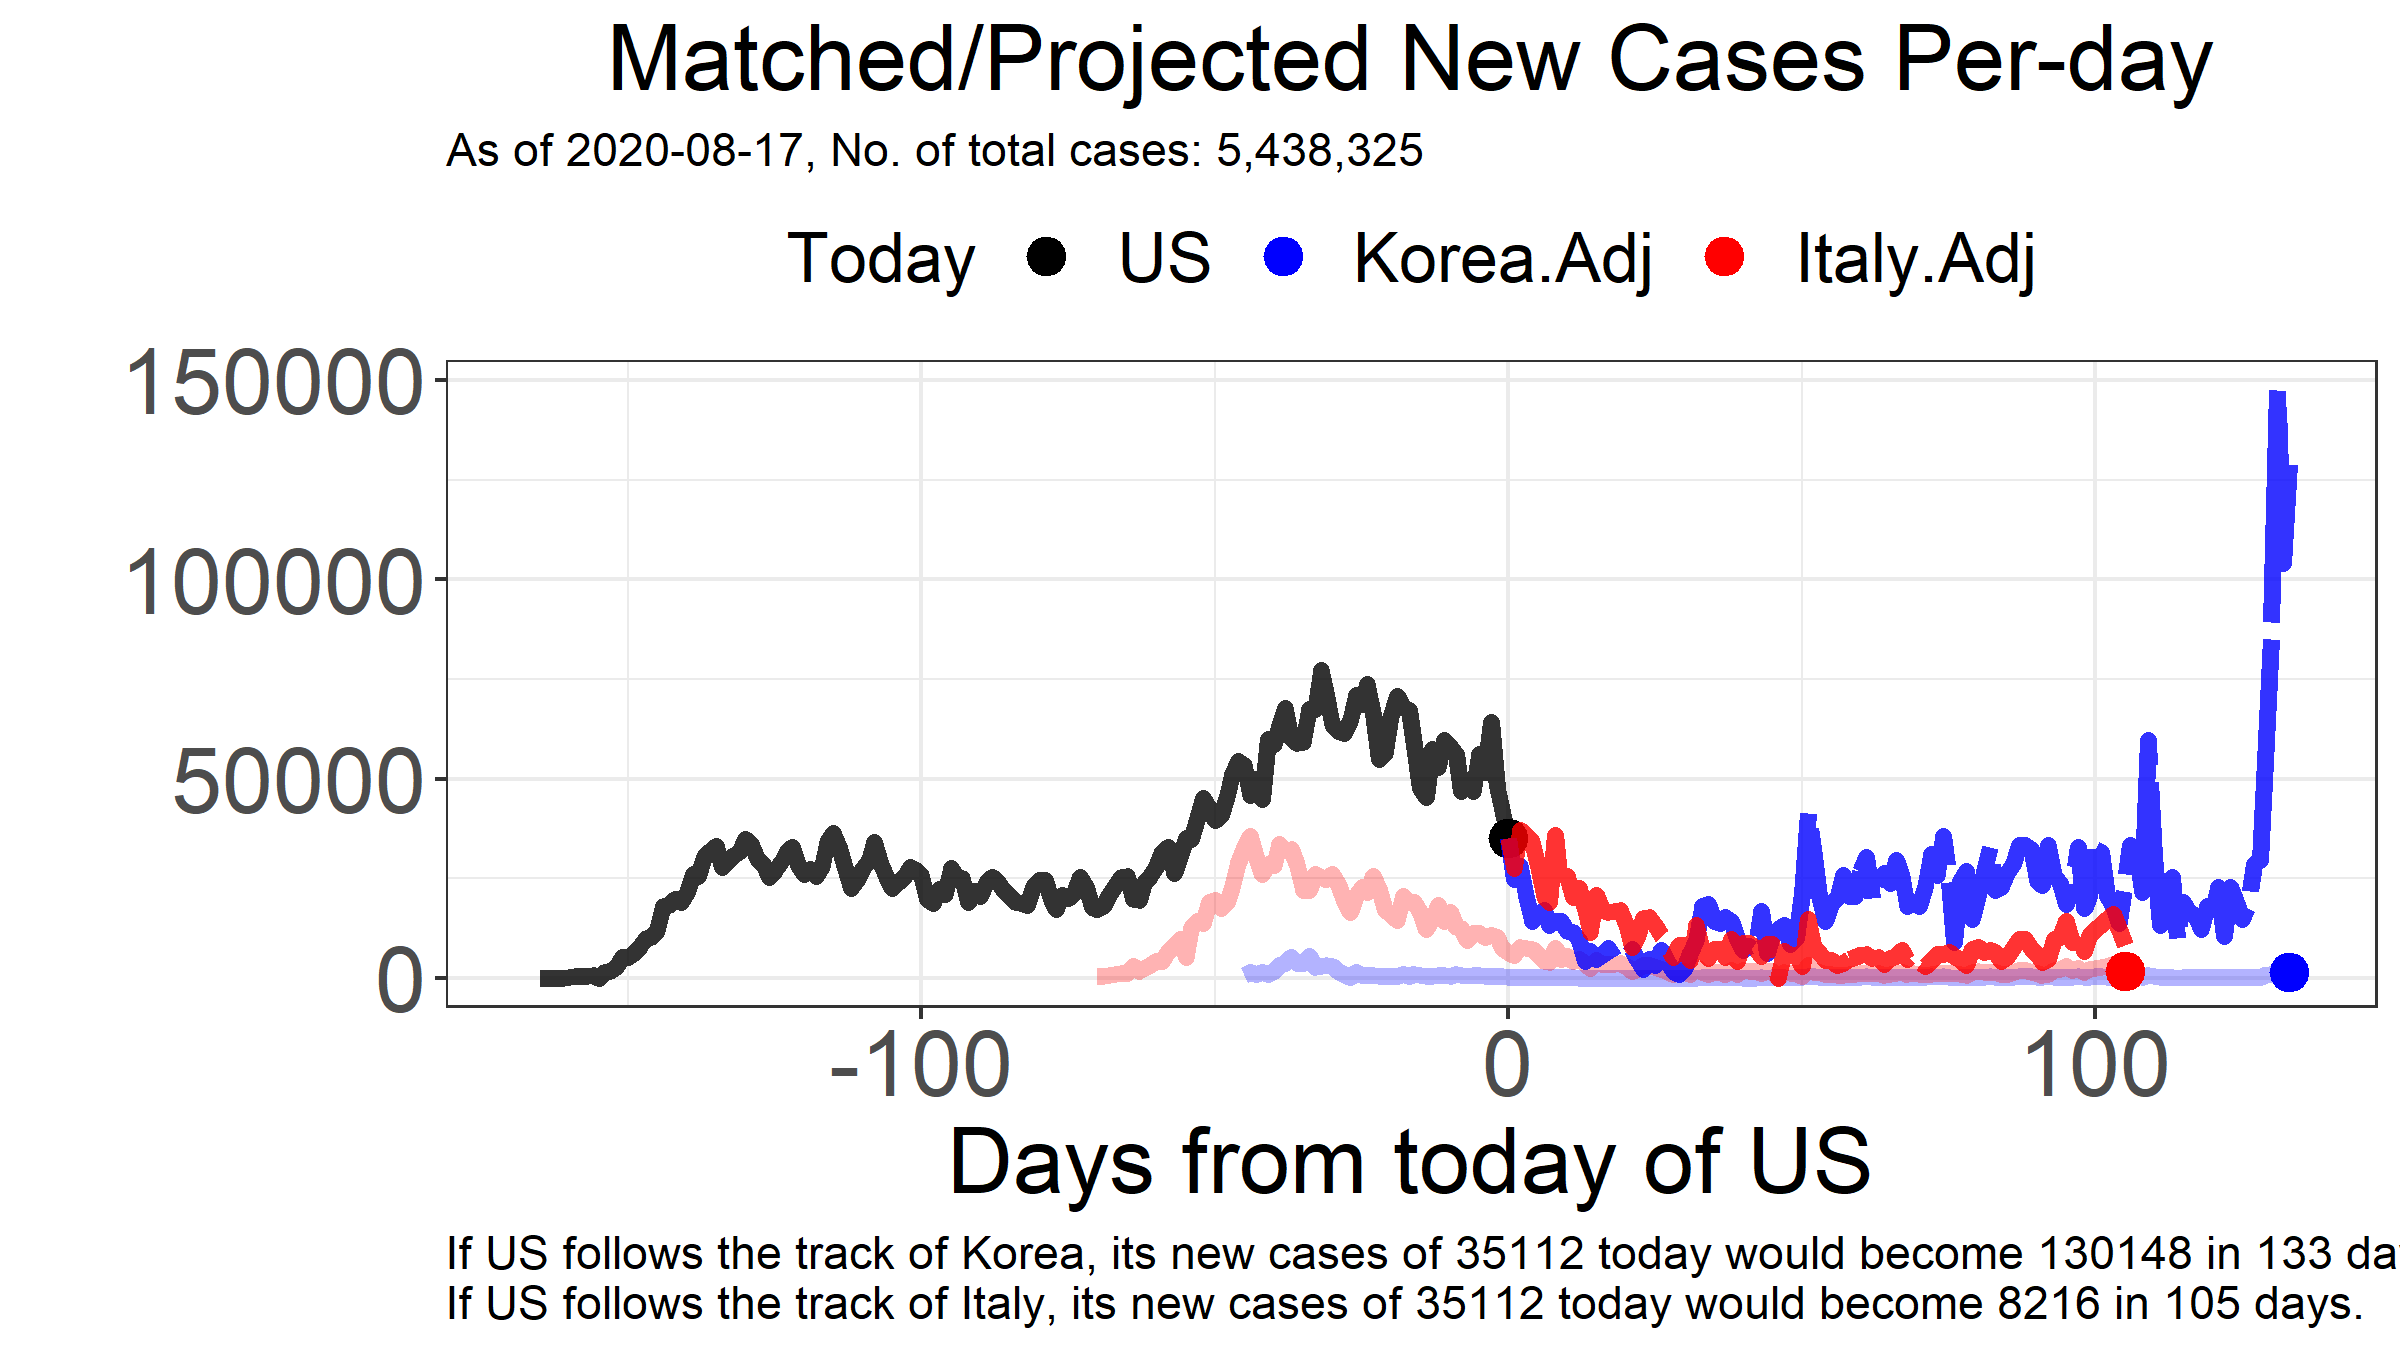 Matched/Projected New Cases Per-day
As of 2020-08-17, No. of total cases: 5,438,325
Today US Korea.Adj Italy.Adj
150000
100000
50000
0
-100 0 100
Days from today of US
If US follows the track of Korea, its new cases of 35112 today would become 130148 in 133
If US follows the track of Italy, its new cases of 35112 today would become 8216 in 105 days.